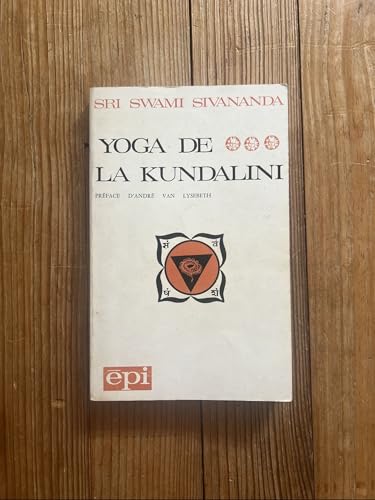 SRI SWAMI SIVANANDA
YOGA DE
LA KUNDALINI
PRÉFACE D'ANDRÉ VAN LYSEBETH
épi